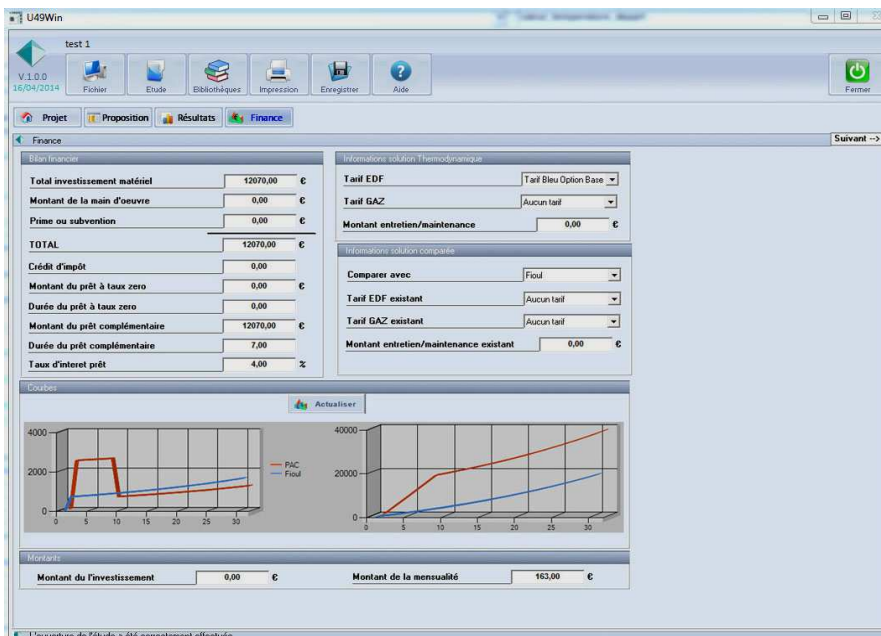 U49Win
test 1
V.1.0.0
16/04/2014
Fichier
Etude
Bibliothèques
Impression
Enregistrer
Aide
Fermer
Projet
Proposition
Résultats
Finance
Finance
Suivant -->
Bilan financier
Total investissement matériel 12070,00 €
Montant de la main d'oeuvre 0,00 €
Prime ou subvention 0,00 €
TOTAL 12070,00 €
Crédit d'impôt 0,00
Montant du prêt à taux zero 0,00 €
Durée du prêt à taux zero 0,00
Montant du prêt complémentaire 12070,00 €
Durée du prêt complémentaire 7,00
Taux d'interet prêt 4,00 %
Informations solution Thermodynamique
Tarif EDF Tarif Bleu Option Base
Tarif GAZ Aucun tarif
Montant entretien/maintenance 0,00 €
Informations solution comparée
Comparer avec Fioul
Tarif EDF existant Aucun tarif
Tarif GAZ existant Aucun tarif
Montant entretien/maintenance existant 0,00 €
Courbes
Actualiser
4000
2000
0
0 5 10 15 20 25 30
PAC
Fioul
40000
20000
0
0 5 10 15 20 25 30
Montants
Montant du l'investissement 0,00 €
Montant de la mensualité 163,00 €
L'ouverture de l'étude a été correctement effectuée